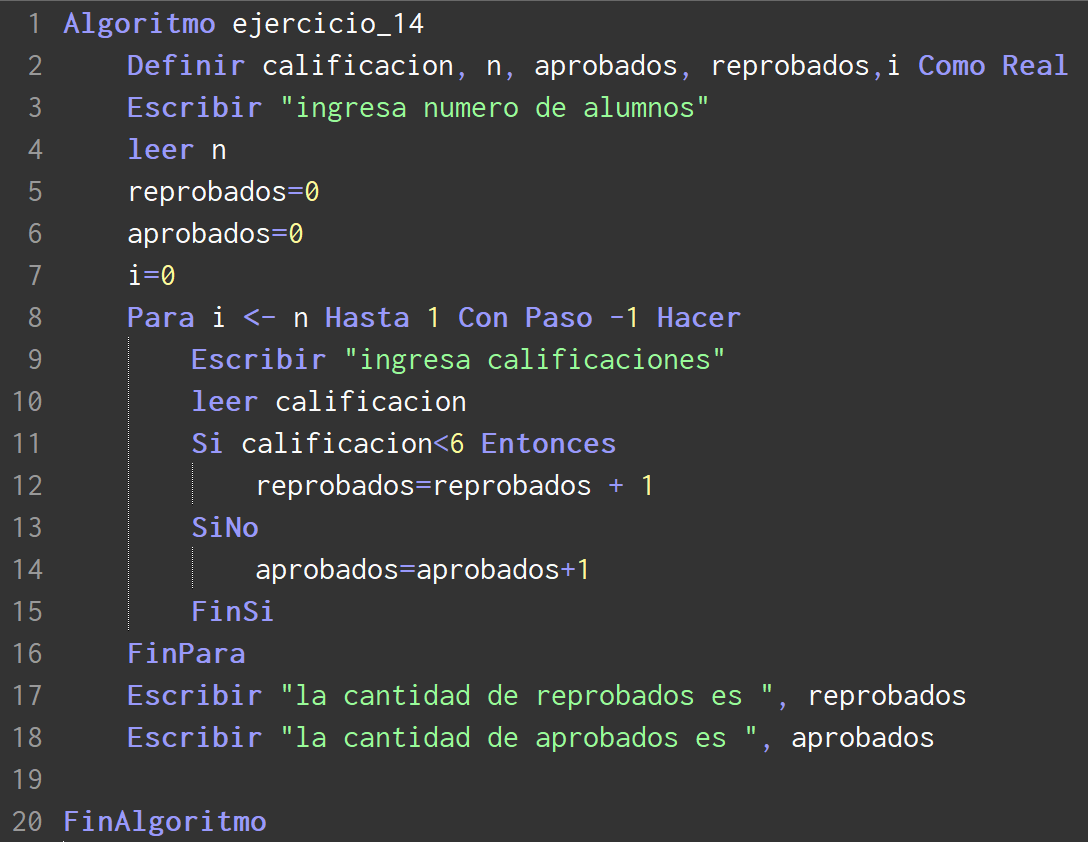 1 Algoritmo ejercicio_14
2 Definir calificacion, n, aprobados, reprobados,i Como Real
3 Escribir "ingresa numero de alumnos"
4 leer n
5 reprobados=0
6 aprobados=0
7 i=0
8 Para i <- n Hasta 1 Con Paso -1 Hacer
9 Escribir "ingresa calificaciones"
10 leer calificacion
11 Si calificacion<6 Entonces
12 reprobados=reprobados + 1
13 SiNo
14 aprobados=aprobados+1
15 FinSi
16 FinPara
17 Escribir "la cantidad de reprobados es ", reprobados
18 Escribir "la cantidad de aprobados es ", aprobados
19
20 FinAlgoritmo